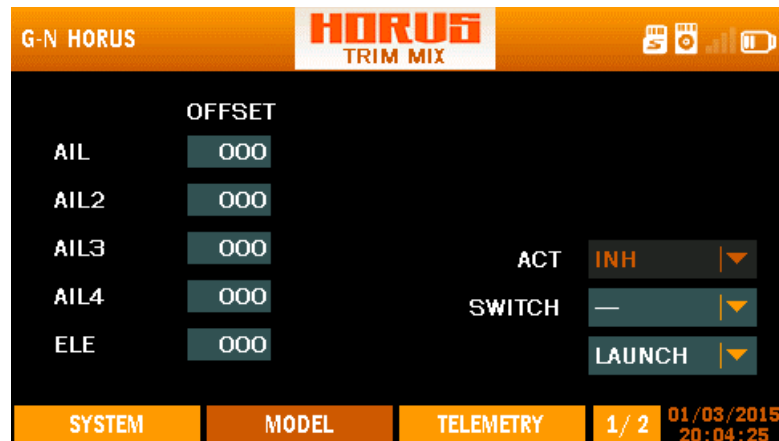 G-N HORUS
HORUS
TRIM MIX
OFFSET
AIL 000
AIL2 000
AIL3 000
AIL4 000
ELE 000
ACT INH
SWITCH —
LAUNCH
SYSTEM MODEL TELEMETRY 1/2 01/03/2015
20:04:25